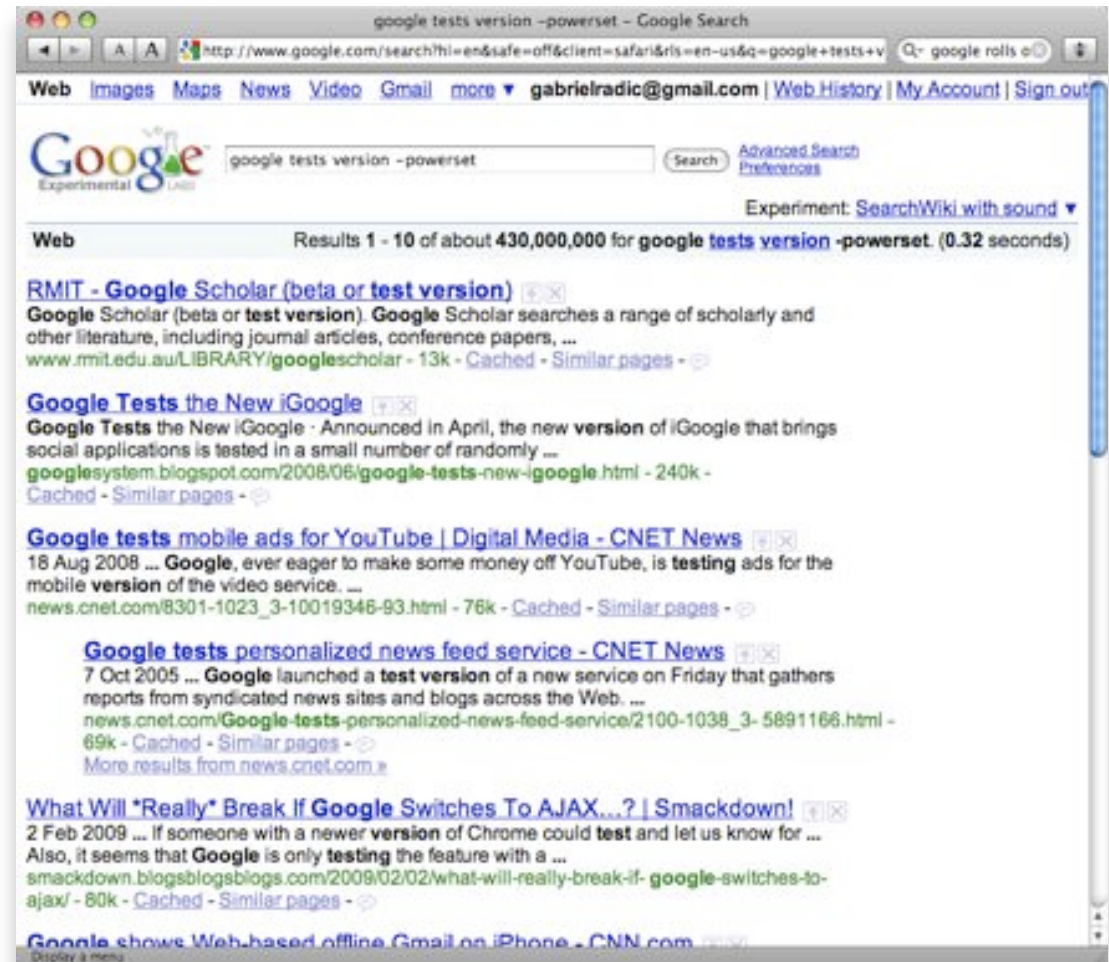 google tests version -powerset - Google Search
A A http://www.google.com/search?hl=en&safe=off&client=safari&rls=en-us&q=google+tests+v google rolls o
Web Images Maps News Video Gmail more ▼ gabrielradic@gmail.com | Web History | My Account | Sign out
Google
Experimental LABS
google tests version -powerset
Search
Advanced Search
Preferences
Experiment: SearchWiki with sound ▼
Web Results 1 - 10 of about 430,000,000 for google tests version -powerset. (0.32 seconds)
RMIT - Google Scholar (beta or test version)
Google Scholar (beta or test version). Google Scholar searches a range of scholarly and
other literature, including journal articles, conference papers, ...
www.rmit.edu.au/LIBRARY/googlescholar - 13k - Cached - Similar pages -
Google Tests the New iGoogle
Google Tests the New iGoogle · Announced in April, the new version of iGoogle that brings
social applications is tested in a small number of randomly ...
googlesystem.blogspot.com/2008/06/google-tests-new-igoogle.html - 240k -
Cached - Similar pages -
Google tests mobile ads for YouTube | Digital Media - CNET News
18 Aug 2008 ... Google, ever eager to make some money off YouTube, is testing ads for the
mobile version of the video service. ...
news.cnet.com/8301-1023_3-10019346-93.html - 76k - Cached - Similar pages -
Google tests personalized news feed service - CNET News
7 Oct 2005 ... Google launched a test version of a new service on Friday that gathers
reports from syndicated news sites and blogs across the Web. ...
news.cnet.com/Google-tests-personalized-news-feed-service/2100-1038_3- 5891166.html -
69k - Cached - Similar pages -
More results from news.cnet.com »
What Will *Really* Break If Google Switches To AJAX...? | Smackdown!
2 Feb 2009 ... If someone with a newer version of Chrome could test and let us know for ...
Also, it seems that Google is only testing the feature with a ...
smackdown.blogsblogsblogs.com/2009/02/02/what-will-really-break-if- google-switches-to-
ajax/ - 80k - Cached - Similar pages -
Google shows Web-based offline Gmail on iPhone - CNN.com
Display a menu